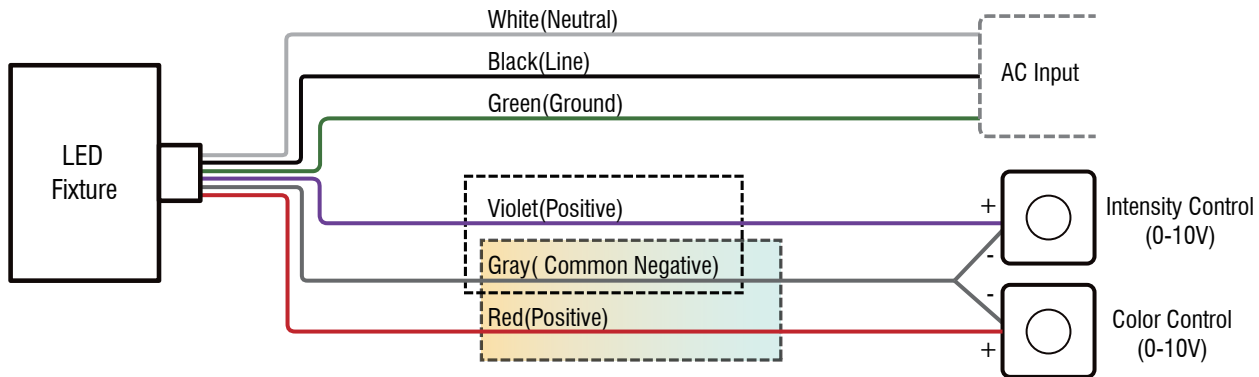 White(Neutral)
Black(Line)
Green(Ground)
AC Input
LED
Fixture
Violet(Positive)
+
Intensity Control
(0-10V)
-
Gray( Common Negative)
-
Red(Positive)
+
Color Control
(0-10V)